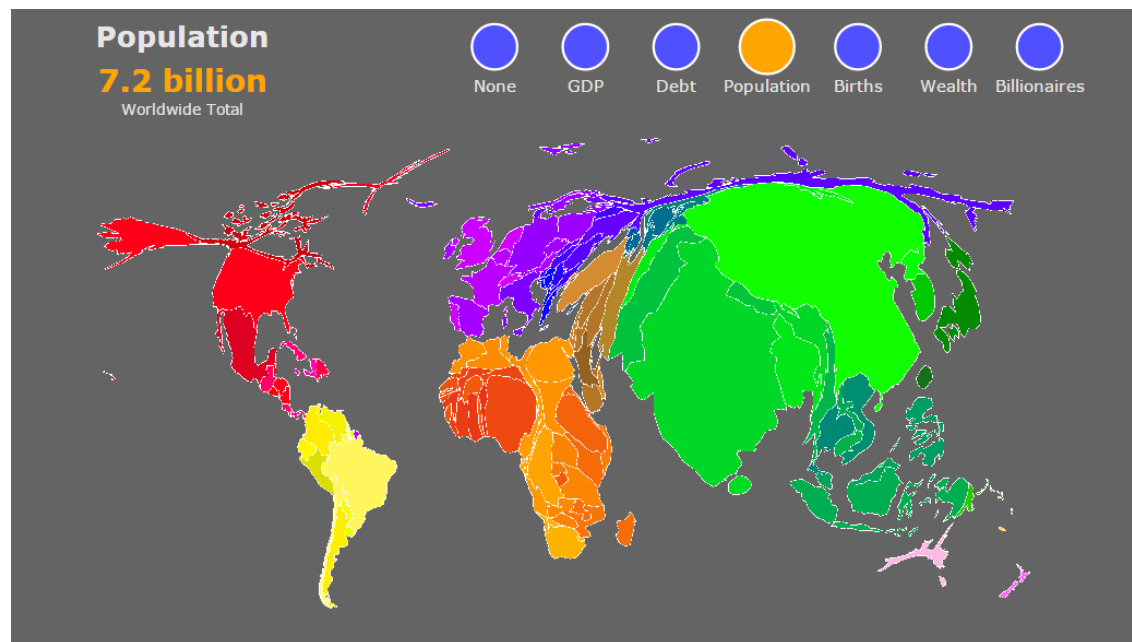 Population
7.2 billion
Worldwide Total
None
GDP
Debt
Population
Births
Wealth
Billionaires